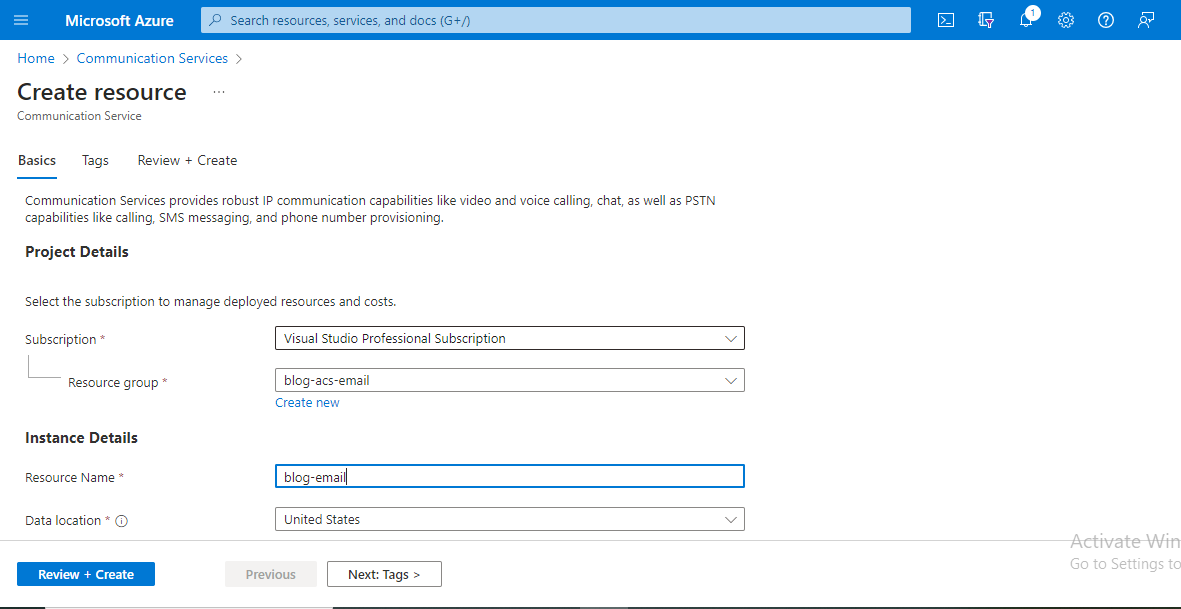 Microsoft Azure
Search resources, services, and docs (G+/)
1
Home > Communication Services >
Create resource ...
Communication Service
Basics Tags Review + Create
Communication Services provides robust IP communication capabilities like video and voice calling, chat, as well as PSTN
capabilities like calling, SMS messaging, and phone number provisioning.
Project Details
Select the subscription to manage deployed resources and costs.
Subscription * Visual Studio Professional Subscription
Resource group * blog-acs-email
Create new
Instance Details
Resource Name * blog-email
Data location * United States
Activate Win
Go to Settings to
Review + Create Previous Next: Tags >